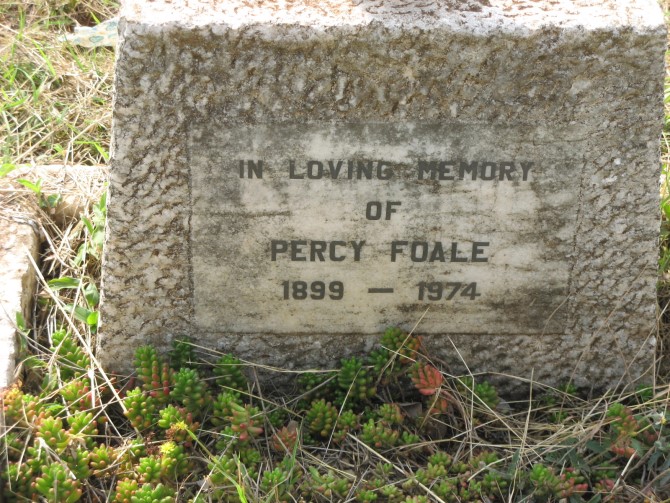 IN LOVING MEMORY
OF
PERCY FOALE
1899 — 1974